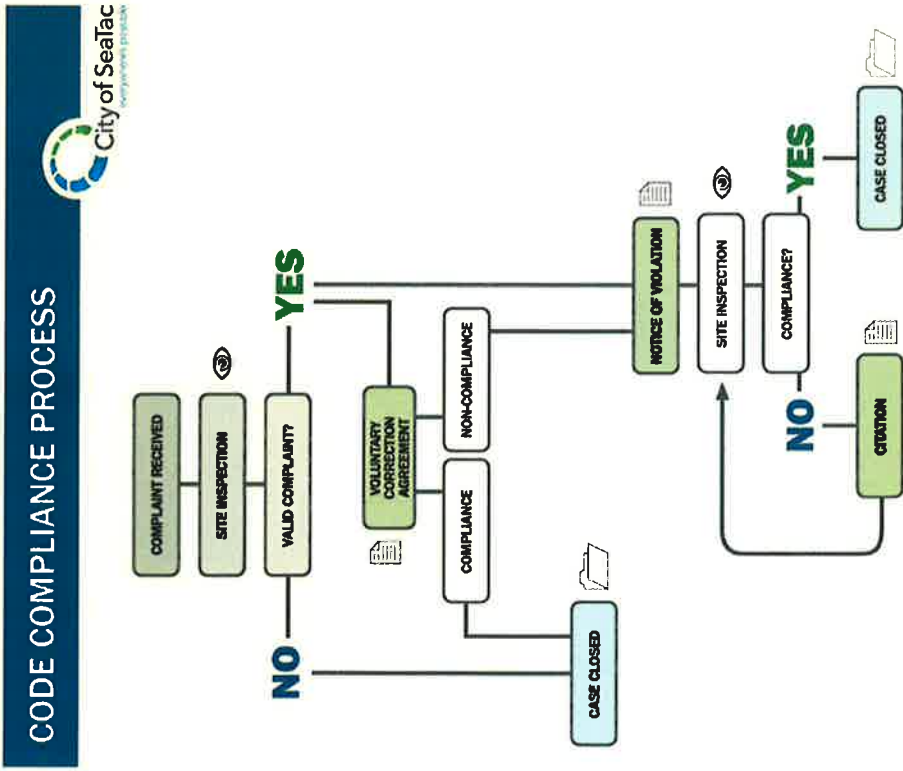 CODE COMPLIANCE PROCESS
City of SeaTac
COMPLAINT RECEIVED
SITE INSPECTION
VALID COMPLAINT?
NO
YES
VOLUNTARY
CORRECTION
AGREEMENT
COMPLIANCE
NON-COMPLIANCE
CASE CLOSED
NOTICE OF VIOLATION
SITE INSPECTION
COMPLIANCE?
NO
YES
CITATION
CASE CLOSED